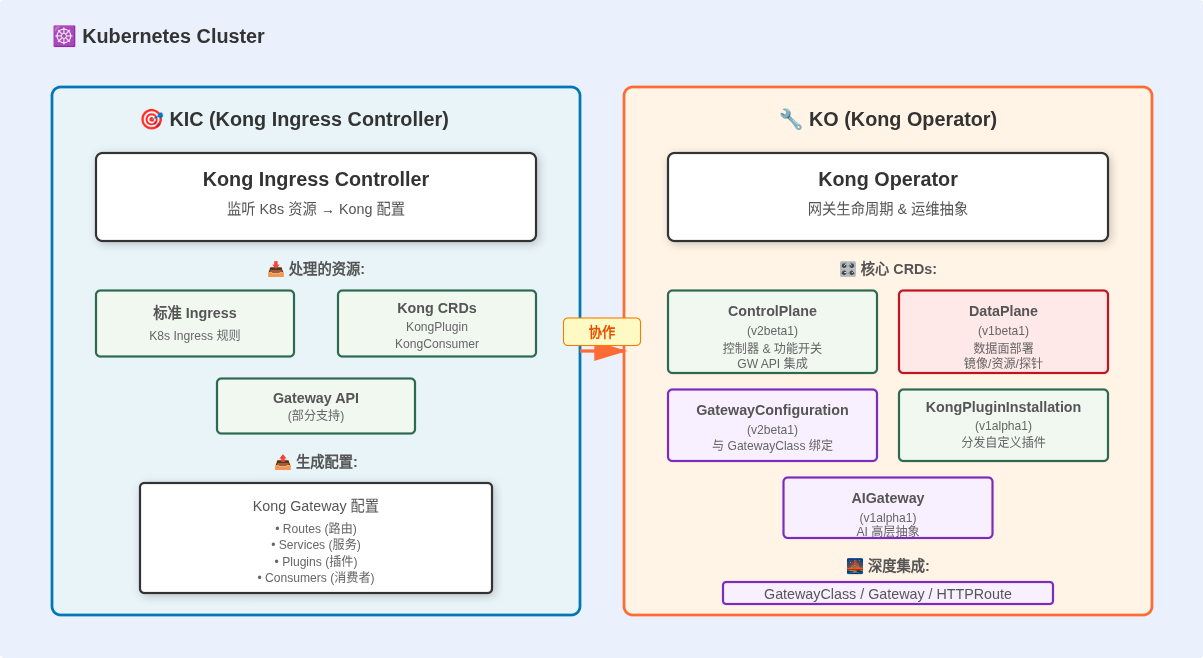 Kubernetes Cluster
KIC (Kong Ingress Controller)
Kong Ingress Controller
监听 K8s 资源 → Kong 配置
处理的资源:
标准 Ingress
K8s Ingress 规则
Kong CRDs
KongPlugin
KongConsumer
Gateway API
(部分支持)
生成配置:
Kong Gateway 配置
• Routes (路由)
• Services (服务)
• Plugins (插件)
• Consumers (消费者)
协作
KO (Kong Operator)
Kong Operator
网关生命周期 & 运维抽象
核心 CRDs:
ControlPlane
(v2beta1)
控制器 & 功能开关
GW API 集成
DataPlane
(v1beta1)
数据面部署
镜像/资源/探针
GatewayConfiguration
(v2beta1)
与 GatewayClass 绑定
KongPluginInstallation
(v1alpha1)
分发自定义插件
AIGateway
(v1alpha1)
AI 高层抽象
深度集成:
GatewayClass / Gateway / HTTPRoute